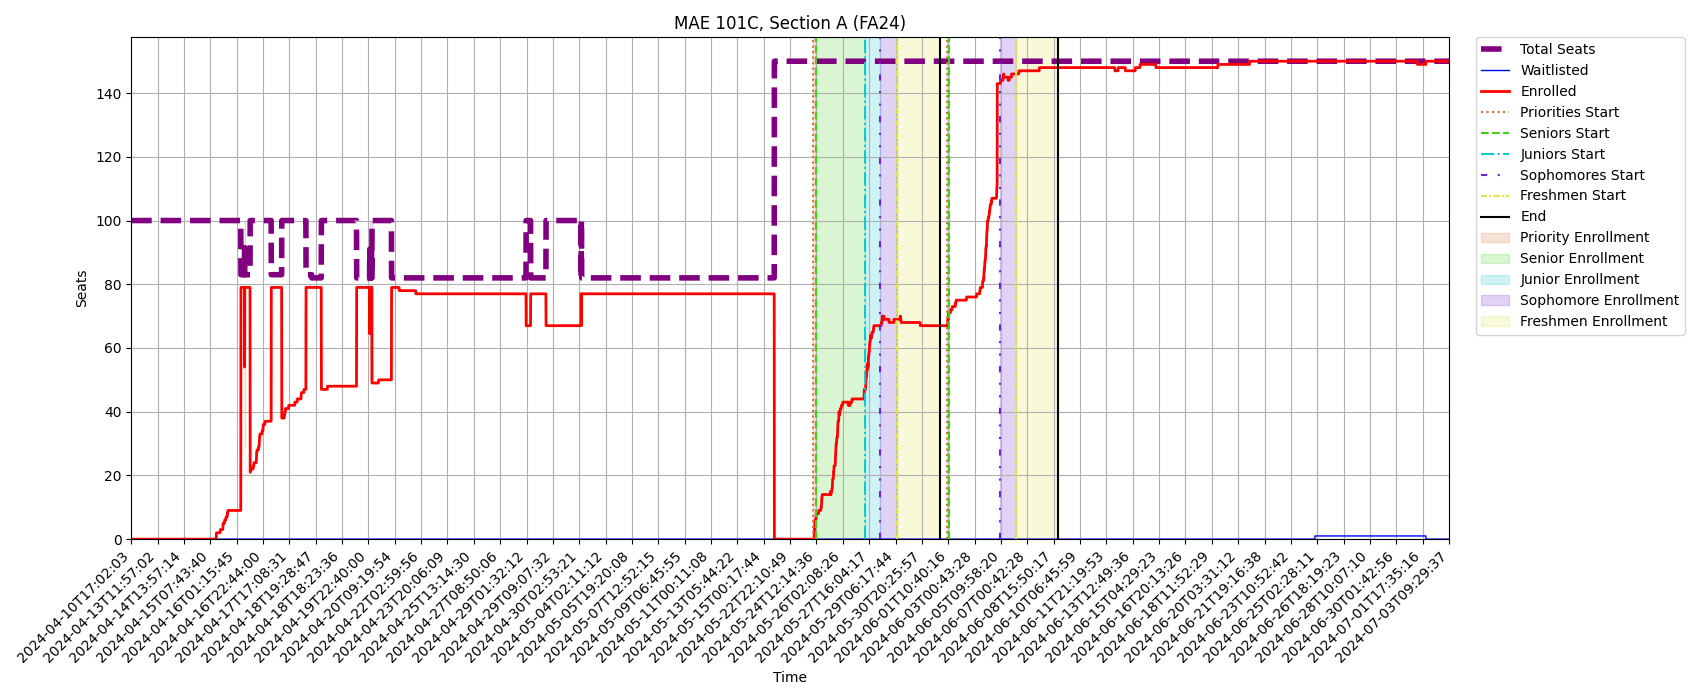 MAE 101C, Section A (FA24)
Seats
140
120
100
80
60
40
20
0
2024-04-10T17:02:03
2024-04-13T11:57:02
2024-04-14T13:57:14
2024-04-15T07:43:40
2024-04-16T01:15:45
2024-04-16T22:44:00
2024-04-17T17:08:31
2024-04-18T19:28:47
2024-04-18T18:23:36
2024-04-19T22:40:00
2024-04-20T09:19:54
2024-04-22T02:59:56
2024-04-23T20:06:09
2024-04-25T13:14:30
2024-04-27T08:50:06
2024-04-29T01:32:12
2024-04-29T09:07:32
2024-04-30T02:53:21
2024-05-04T02:11:12
2024-05-05T19:20:08
2024-05-07T12:52:15
2024-05-09T06:45:55
2024-05-11T00:11:08
2024-05-13T05:44:22
2024-05-15T00:17:44
2024-05-22T22:10:49
2024-05-24T12:14:36
2024-05-26T02:08:26
2024-05-27T16:04:17
2024-05-29T06:17:44
2024-05-30T20:25:57
2024-06-01T10:40:16
2024-06-03T00:43:28
2024-06-05T09:58:20
2024-06-07T00:42:28
2024-06-08T15:50:17
2024-06-10T06:45:59
2024-06-11T21:19:53
2024-06-13T12:49:36
2024-06-15T04:29:23
2024-06-16T20:13:26
2024-06-18T11:52:29
2024-06-20T03:31:12
2024-06-21T19:16:38
2024-06-23T10:52:42
2024-06-25T02:28:11
2024-06-26T18:19:23
2024-06-28T10:07:10
2024-06-30T01:42:56
2024-07-01T17:35:16
2024-07-03T09:29:37
Time
Total Seats
Waitlisted
Enrolled
Priorities Start
Seniors Start
Juniors Start
Sophomores Start
Freshmen Start
End
Priority Enrollment
Senior Enrollment
Junior Enrollment
Sophomore Enrollment
Freshmen Enrollment